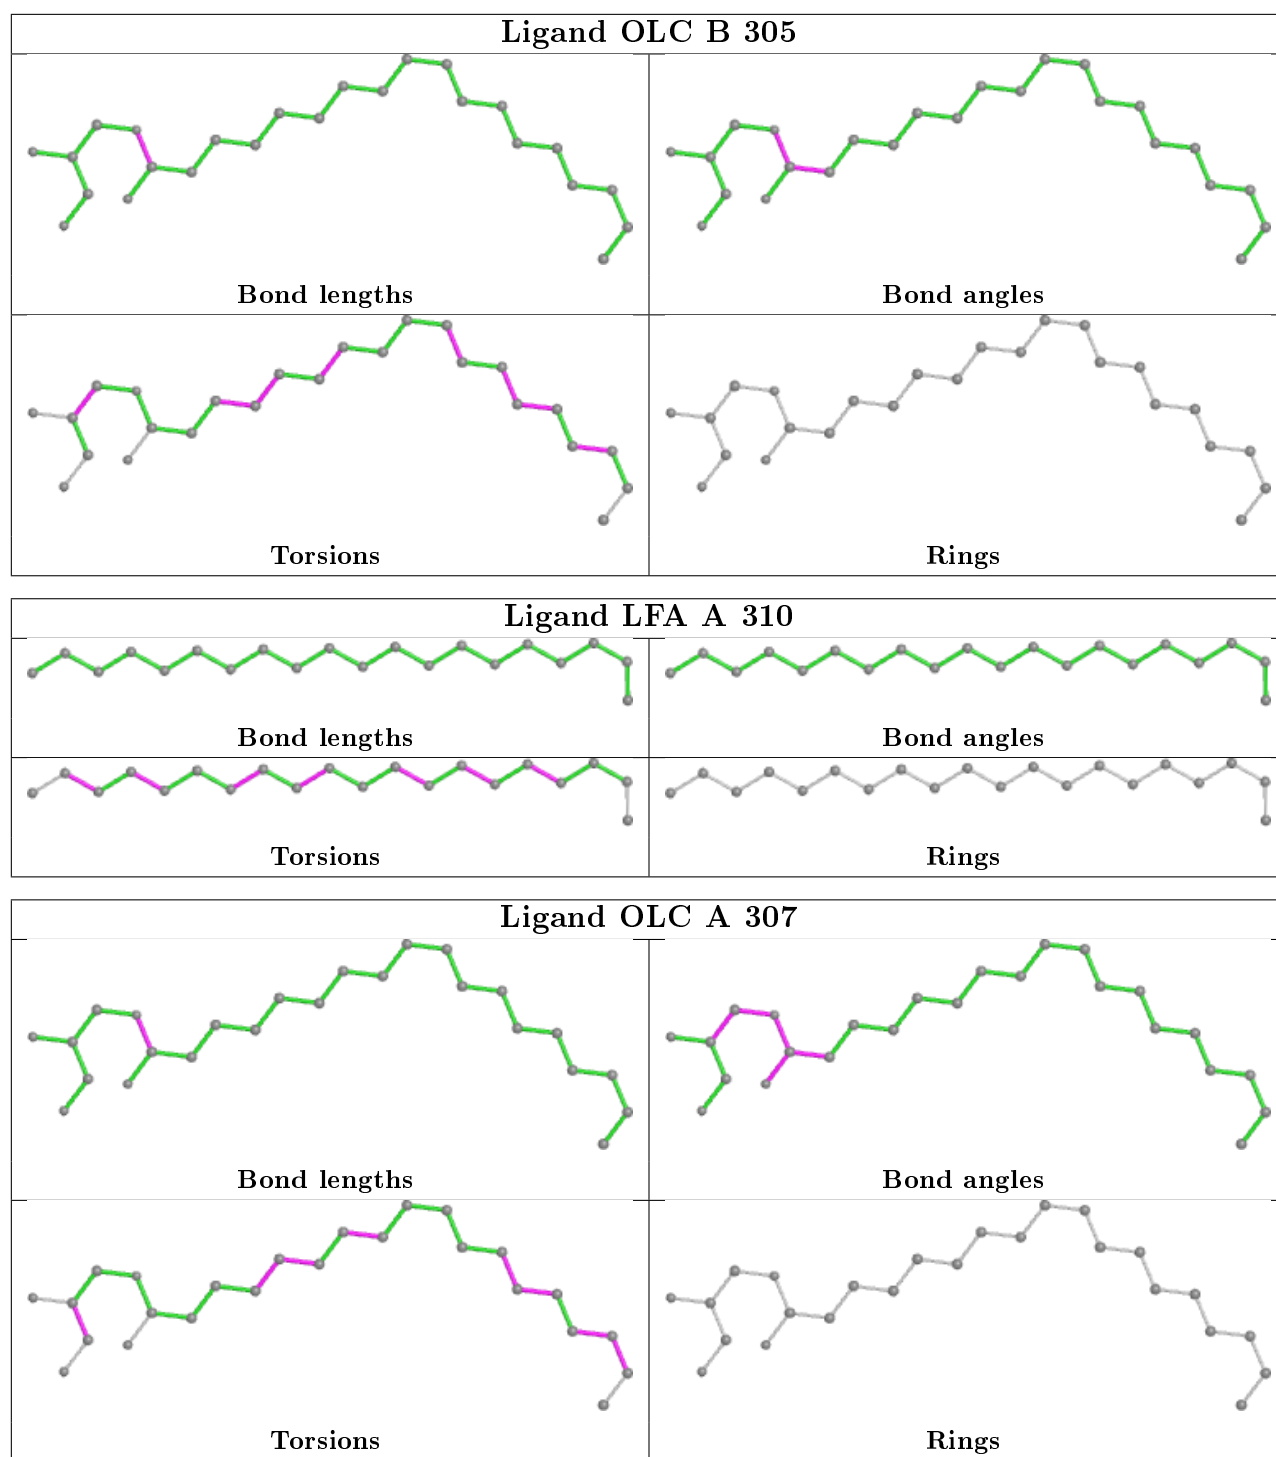 Ligand OLC B 305
Bond lengths
Bond angles
Torsions
Rings
Ligand LFA A 310
Bond lengths
Bond angles
Torsions
Rings
Ligand OLC A 307
Bond lengths
Bond angles
Torsions
Rings